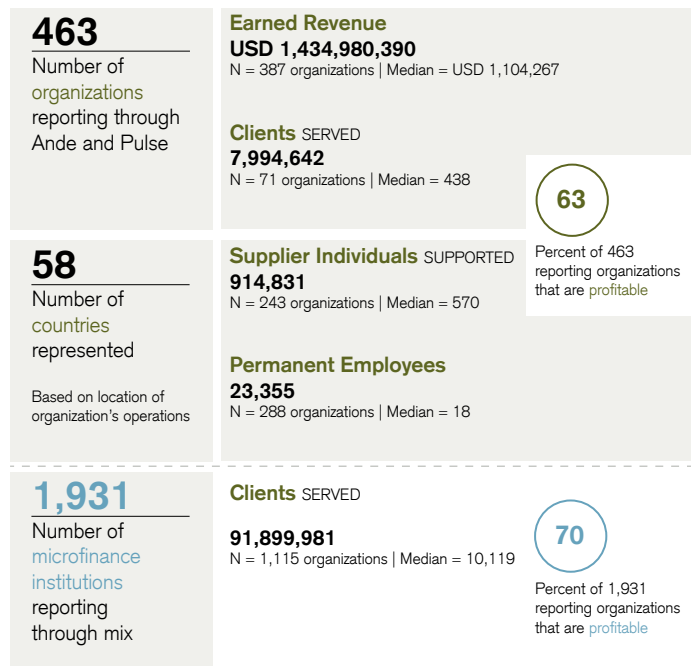 463
Number of
organizations
reporting through
Ande and Pulse
Earned Revenue
USD 1,434,980,390
N = 387 organizations | Median = USD 1,104,267
Clients SERVED
7,994,642
N = 71 organizations | Median = 438
63
Percent of 463
reporting organizations
that are profitable
58
Number of
countries
represented
Based on location of
organization's operations
Supplier Individuals SUPPORTED
914,831
N = 243 organizations | Median = 570
Permanent Employees
23,355
N = 288 organizations | Median = 18
1,931
Number of
microfinance
institutions
reporting
through mix
Clients SERVED
91,899,981
N = 1,115 organizations | Median = 10,119
70
Percent of 1,931
reporting organizations
that are profitable